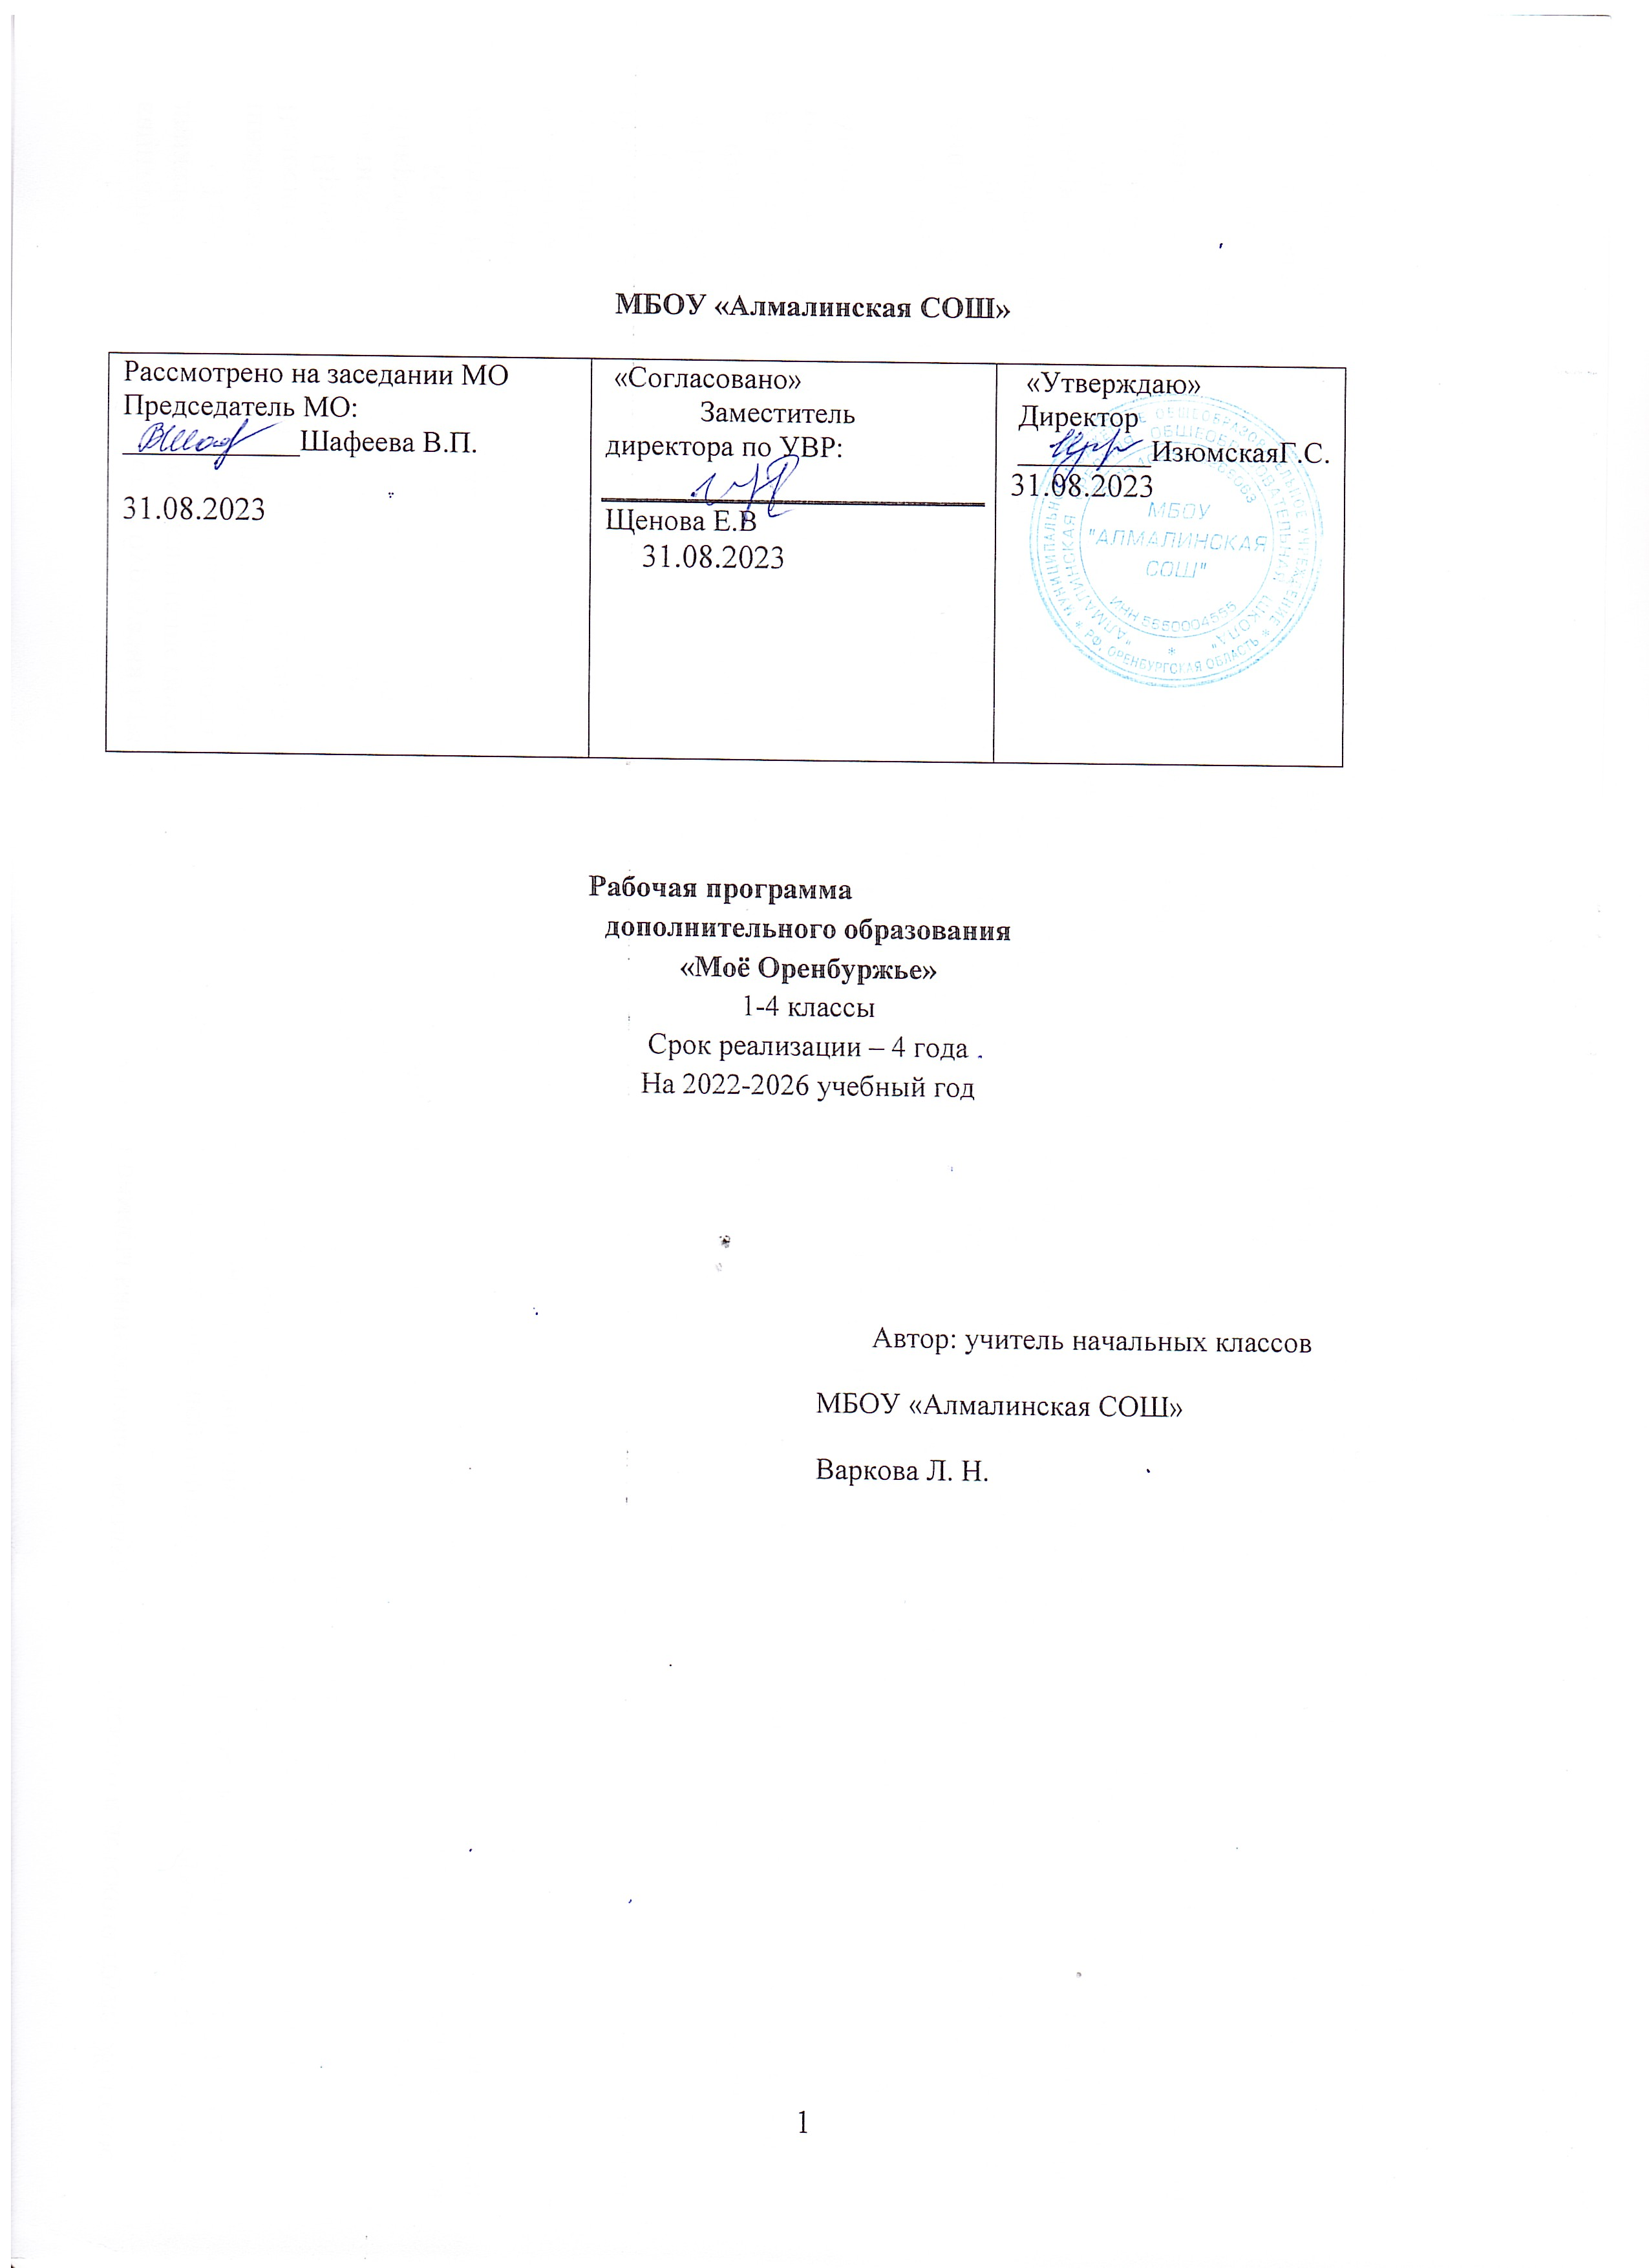 МБОУ «Алмалинская СОШ»
Рассмотрено на заседании МО
Председатель МО:
Шафеева В.П.
31.08.2023
«Согласовано»
Заместитель
директора по УВР:
Щенова Е.В
31.08.2023
«Утверждаю»
Директор
ИзюмскаяГ.С.
31.08.2023
МБОУ
"АЛМАЛИНСКАЯ
СОШ"
РФ, ОРЕНБУРГСКАЯ ОБЛАСТЬ
Рабочая программа
дополнительного образования
«Моё Оренбуржье»
1-4 классы
Срок реализации – 4 года .
На 2022-2026 учебный год
Автор: учитель начальных классов
МБОУ «Алмалинская СОШ»
Варкова Л. Н.
1